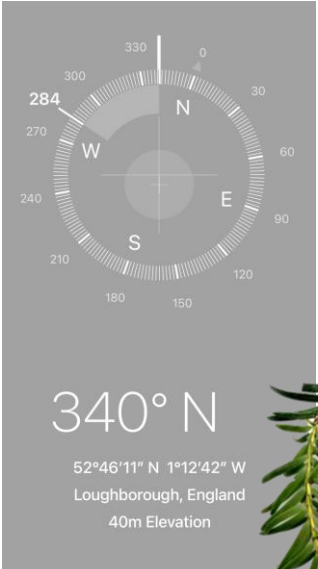 330
0
300
30
284
N
270
W
60
240
E
90
S
210
120
180
150
340° N
52°46′11″ N  1°12′42″ W
Loughborough, England
40m Elevation